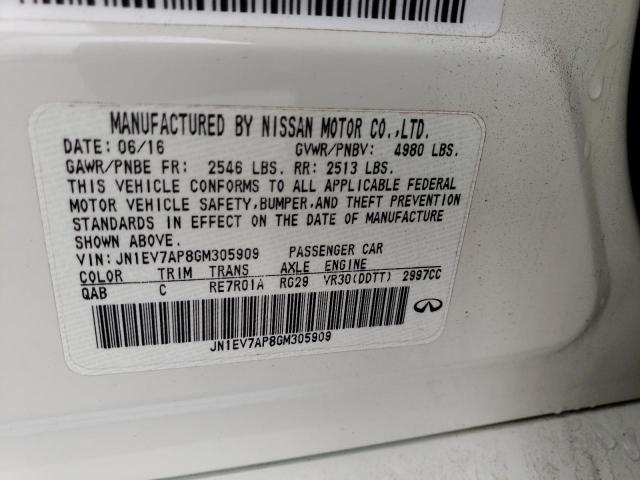 MANUFACTURED BY NISSAN MOTOR CO.,LTD.
DATE: 06/16 GVWR/PNBV: 4980 LBS.
GAWR/PNBE FR: 2546 LBS. RR: 2513 LBS.
THIS VEHICLE CONFORMS TO ALL APPLICABLE FEDERAL
MOTOR VEHICLE SAFETY,BUMPER,AND THEFT PREVENTION
STANDARDS IN EFFECT ON THE DATE OF MANUFACTURE
SHOWN ABOVE.
VIN: JN1EV7AP8GM305909 PASSENGER CAR
COLOR TRIM TRANS AXLE ENGINE
QAB C RE7R01A RG29 VR30(DDTT) 2997CC
JN1EV7AP8GM305909